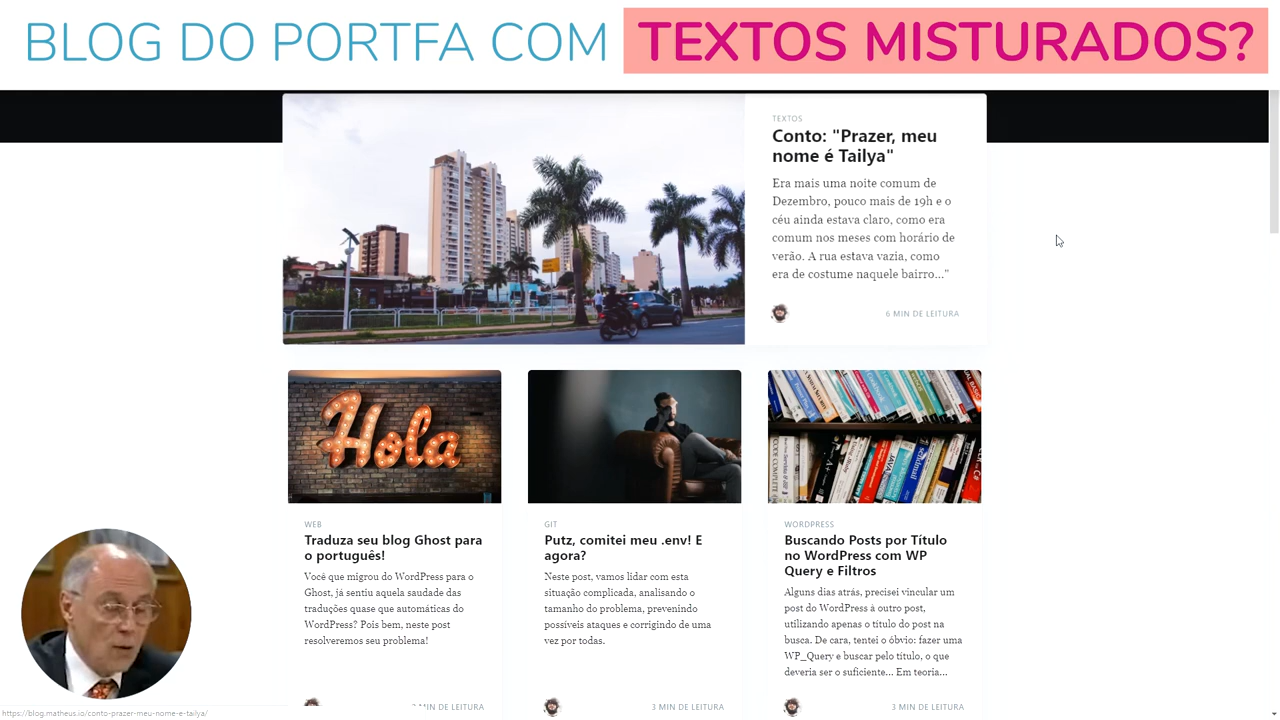 BLOG DO PORTFA COM TEXTOS MISTURADOS?
TEXTOS
Conto: "Prazer, meu
nome é Tailya"
Era mais uma noite comum de
Dezembro, pouco mais de 19h e o
céu ainda estava claro, como era
comum nos meses com horário de
verão. A rua estava vazia, como
era de costume naquele bairro..."
6 MIN DE LEITURA
Hola
WEB
Traduza seu blog Ghost para
o português!
Você que migrou do WordPress para o
Ghost, já sentiu aquela saudade das
traduções quase que automáticas do
WordPress? Pois bem, neste post
resolveremos seu problema!
MIN DE LEITURA
GIT
Putz, comitei meu .env! E
agora?
Neste post, vamos lidar com esta
situação complicada, analisando o
tamanho do problema, prevenindo
possíveis ataques e corrigindo de uma
vez por todas.
3 MIN DE LEITURA
WORDPRESS
Buscando Posts por Título
no WordPress com WP
Query e Filtros
Alguns dias atrás, precisei vincular um
post do WordPress à outro post,
utilizando apenas o título do post na
busca. De cara, tentei o óbvio: fazer uma
WP_Query e buscar pelo título, o que
deveria ser o suficiente... Em teoria...
3 MIN DE LEITURA
https://blog.matheus.io/conto-prazer-meu-nome-e-tailya/